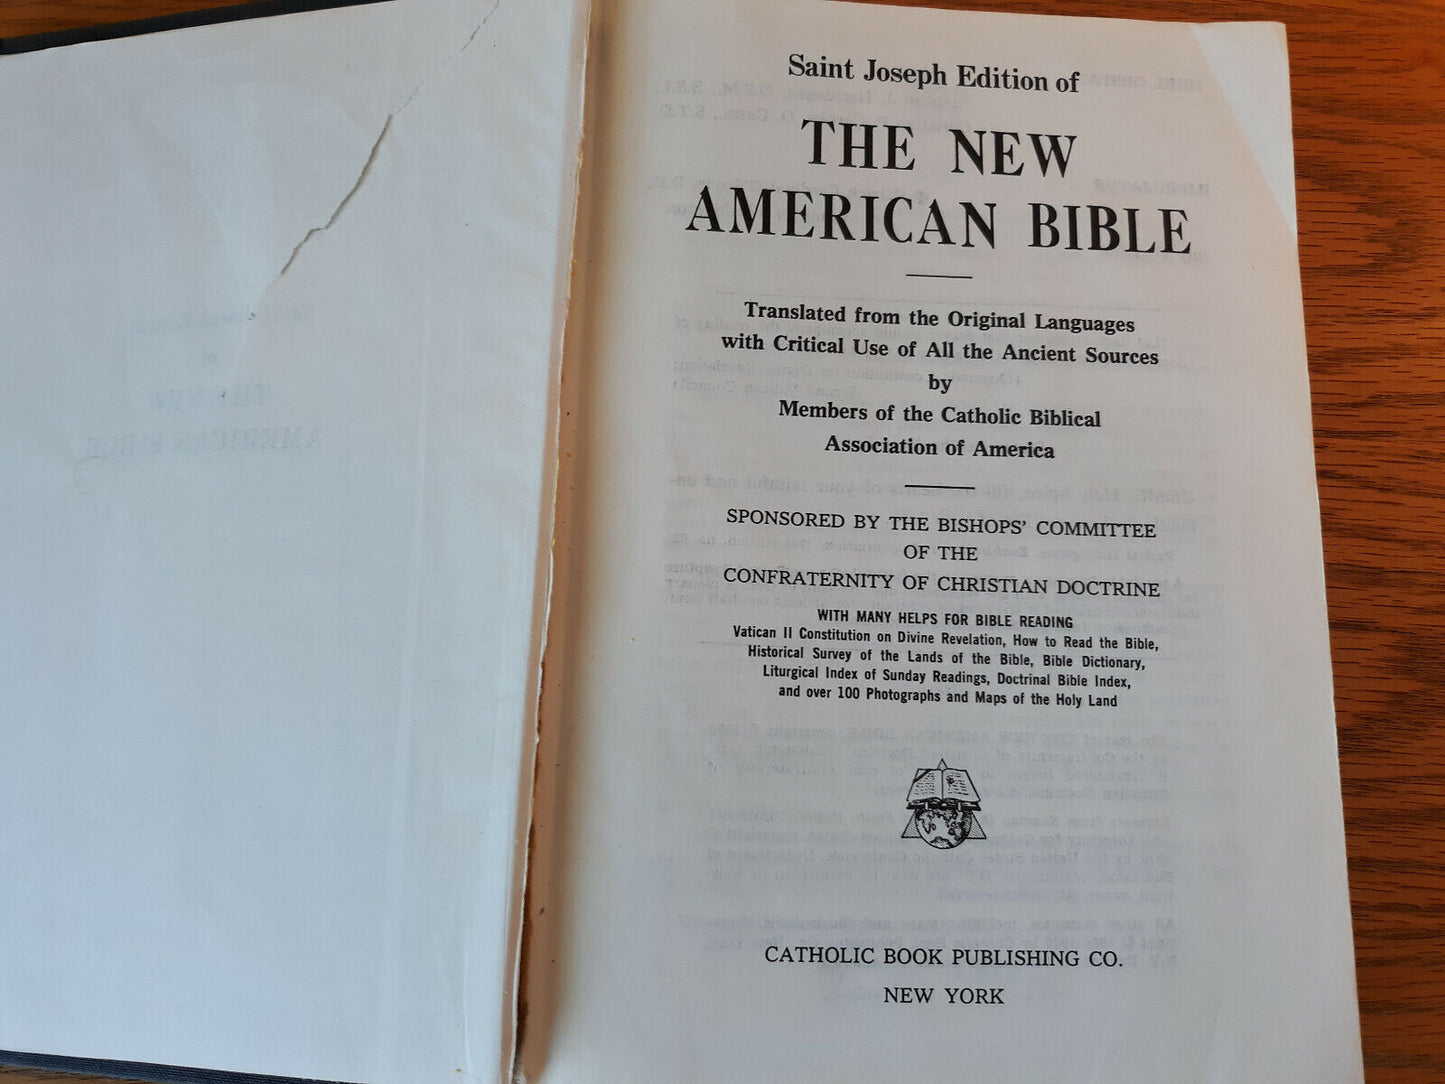 Saint Joseph Edition of
THE NEW
AMERICAN BIBLE
Translated from the Original Languages
with Critical Use of All the Ancient Sources
by
Members of the Catholic Biblical
Association of America
SPONSORED BY THE BISHOPS' COMMITTEE
OF THE
CONFRATERNITY OF CHRISTIAN DOCTRINE
WITH MANY HELPS FOR BIBLE READING
Vatican II Constitution on Divine Revelation, How to Read the Bible,
Historical Survey of the Lands of the Bible, Bible Dictionary,
Liturgical Index of Sunday Readings, Doctrinal Bible Index,
and over 100 Photographs and Maps of the Holy Land
CATHOLIC BOOK PUBLISHING CO.
NEW YORK